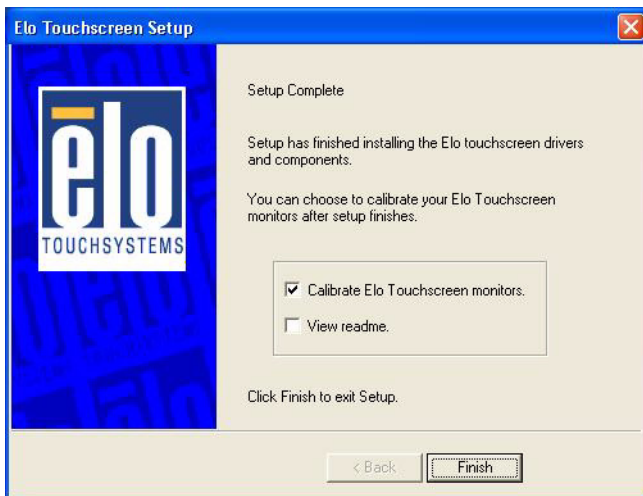 Elo Touchscreen Setup
Setup Complete
Setup has finished installing the Elo touchscreen drivers
and components.
You can choose to calibrate your Elo Touchscreen
monitors after setup finishes.
ēlo
TOUCHSYSTEMS
Calibrate Elo Touchscreen monitors.
View readme.
Click Finish to exit Setup.
< Back
Finish